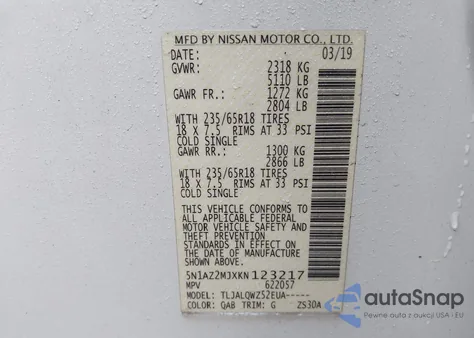 MFD BY NISSAN MOTOR CO., LTD.
DATE: 03/19
GVWR: 2318 KG
5110 LB
GAWR FR.: 1272 KG
2804 LB
WITH 235/65R18 TIRES
18 X 7.5 RIMS AT 33 PSI
COLD SINGLE
GAWR RR.: 1300 KG
2866 LB
WITH 235/65R18 TIRES
18 X 7.5 RIMS AT 33 PSI
COLD SINGLE
THIS VEHICLE CONFORMS TO
ALL APPLICABLE FEDERAL
MOTOR VEHICLE SAFETY AND
THEFT PREVENTION
STANDARDS IN EFFECT ON
THE DATE OF MANUFACTURE
SHOWN ABOVE.
5N1AZ2MJXKN123217
MPV 622057
MODEL: TLJALQWZ52EUA-----
COLOR: QAB TRIM: G ZS30A
autoSnap
Pewne auta z aukcji USA i EU